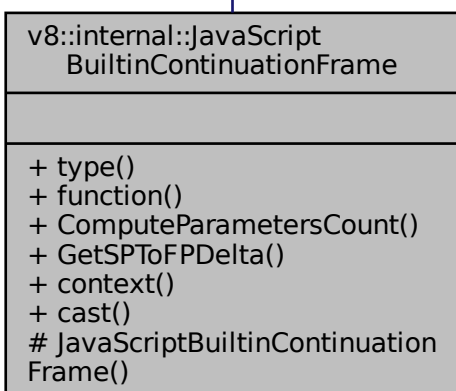 v8::internal::JavaScript
BuiltinContinuationFrame
+ type()
+ function()
+ ComputeParametersCount()
+ GetSPToFPDelta()
+ context()
+ cast()
# JavaScriptBuiltinContinuation
Frame()